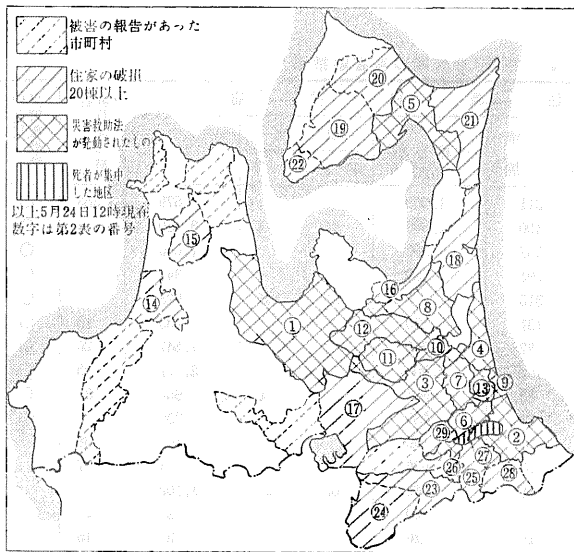 被害の報告があった
市町村
住家の破損
20棟以上
災害救助法
が発動されたもの
死者が集中
した地区
以上5月24日12時現在
数字は第2表の番号
⑳
⑤
⑲
㉑
㉒
⑮
⑱
⑯
⑭
⑧
①
⑫
⑩
④
⑪
③
⑦
⑬
⑨
⑰
⑥
㉙
②
㉖
㉗
㉓
㉕
㉘
㉔